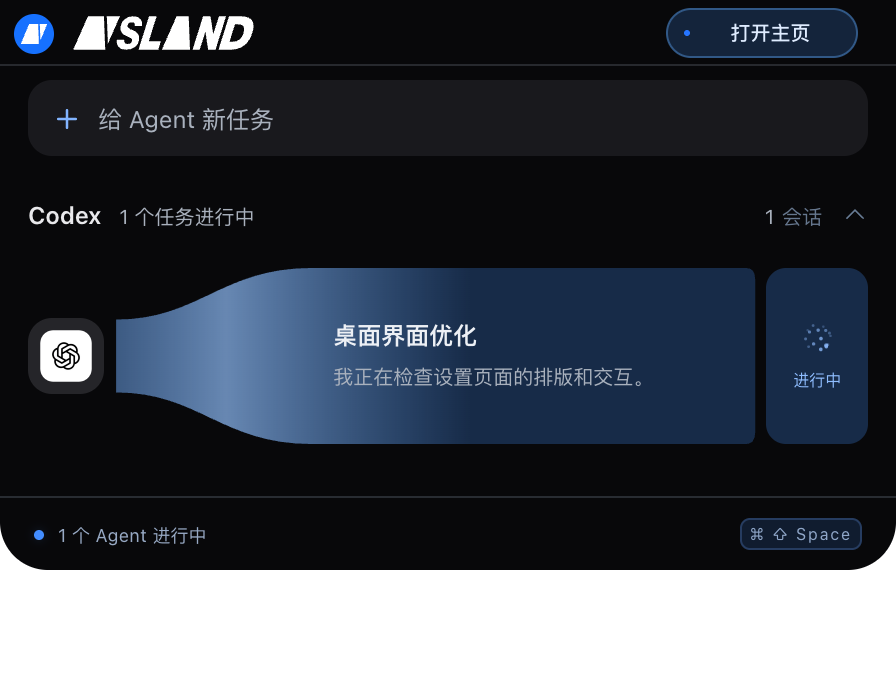 AISLAND
打开主页
+ 给 Agent 新任务
Codex 1 个任务进行中
1 会话
桌面界面优化
我正在检查设置页面的排版和交互。
进行中
1 个 Agent 进行中
⌘ ⇧ Space